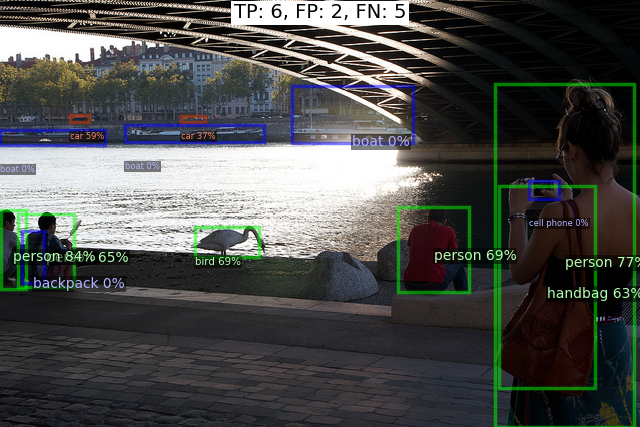 TP: 6, FP: 2, FN: 5
car 59%
car 37%
boat 0%
boat 0%
boat 0%
cell phone 0%
person 84%
65%
person 69%
bird 69%
person 77%
backpack 0%
handbag 63%